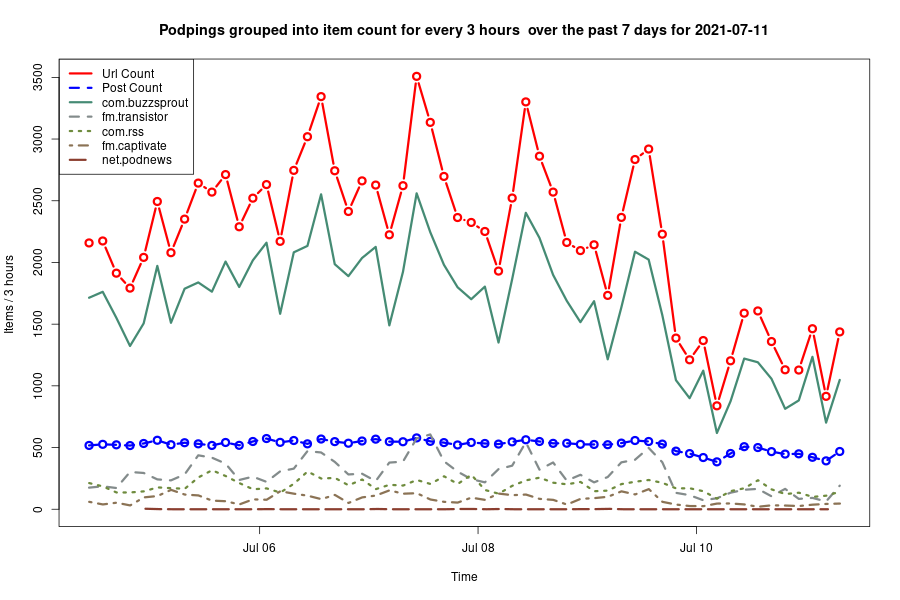 Podpings grouped into item count for every 3 hours  over the past 7 days for 2021-07-11
Url Count
Post Count
com.buzzsprout
fm.transistor
com.rss
fm.captivate
net.podnews
3500
3000
2500
2000
1500
1000
500
0
Items / 3 hours
Jul 06
Jul 08
Jul 10
Time